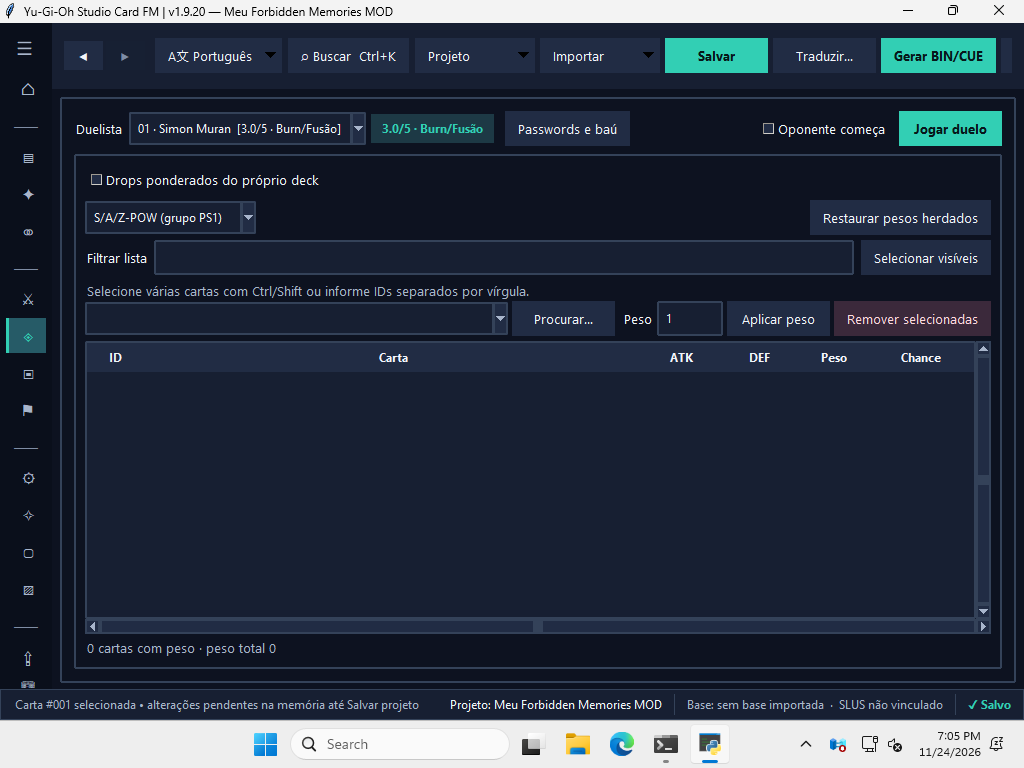 Yu-Gi-Oh Studio Card FM | v1.9.20 — Meu Forbidden Memories MOD
A文 Português
Buscar Ctrl+K
Projeto
Importar
Salvar
Traduzir...
Gerar BIN/CUE
Duelista
01 · Simon Muran [3.0/5 · Burn/Fusão]
3.0/5 · Burn/Fusão
Passwords e baú
Oponente começa
Jogar duelo
Drops ponderados do próprio deck
S/A/Z-POW (grupo PS1)
Restaurar pesos herdados
Filtrar lista
Selecionar visíveis
Selecione várias cartas com Ctrl/Shift ou informe IDs separados por vírgula.
Procurar...
Peso
1
Aplicar peso
Remover selecionadas
ID Carta ATK DEF Peso Chance
0 cartas com peso · peso total 0
Carta #001 selecionada • alterações pendentes na memória até Salvar projeto
Projeto: Meu Forbidden Memories MOD
Base: sem base importada · SLUS não vinculado
✓ Salvo
Search
7:05 PM
11/24/2026